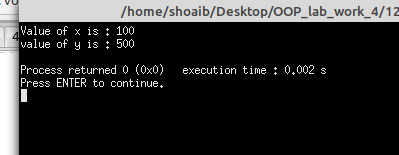 /home/shoaib/Desktop/OOP_lab_work_4/12
4
Value of x is : 100
value of y is : 500
Process returned 0 (0x0)   execution time : 0.002 s
Press ENTER to continue.